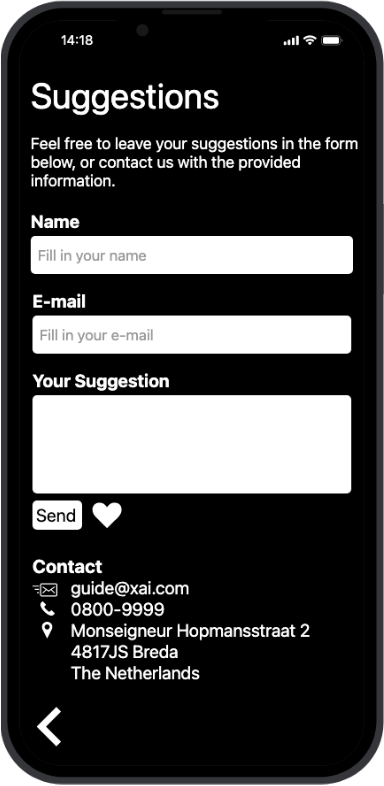 14:18
Suggestions
Feel free to leave your suggestions in the form
below, or contact us with the provided
information.
Name
Fill in your name
E-mail
Fill in your e-mail
Your Suggestion
Send
Contact
guide@xai.com
0800-9999
Monseigneur Hopmansstraat 2
4817JS Breda
The Netherlands